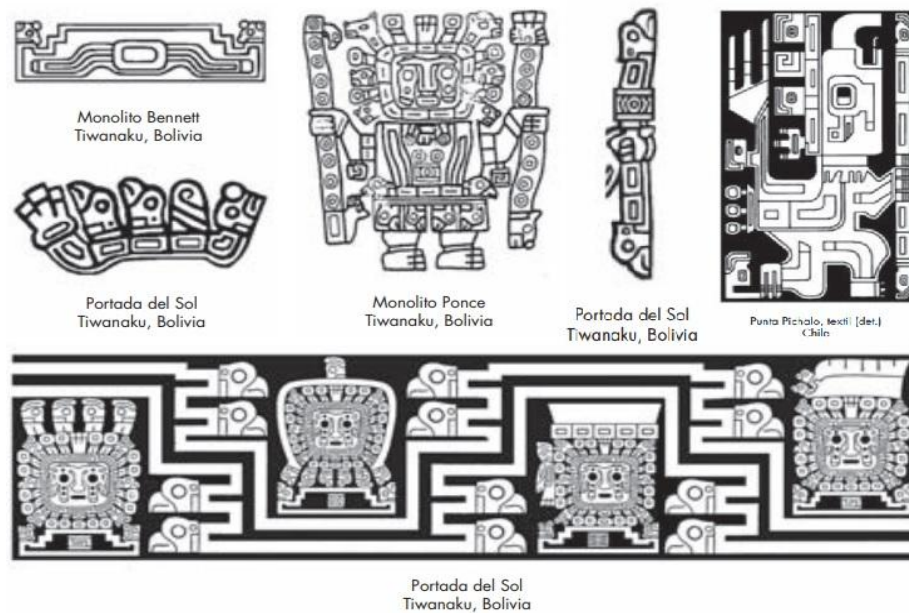 Monolito Bennett
Tiwanaku, Bolivia
Portada del Sol
Tiwanaku, Bolivia
Monolito Ponce
Tiwanaku, Bolivia
Portada del Sol
Tiwanaku, Bolivia
Punta Pichalo, textil (det.)
Chile
Portada del Sol
Tiwanaku, Bolivia